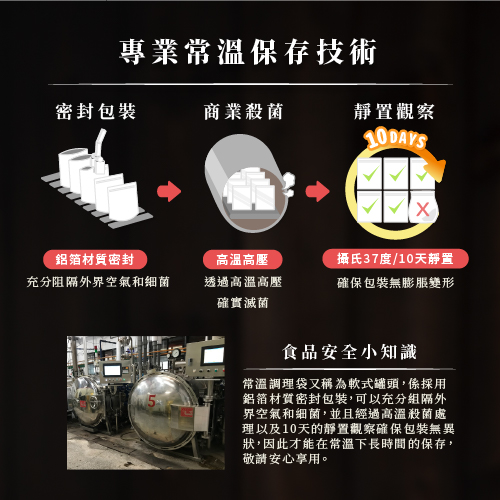 專業常溫保存技術
密封包裝
商業殺菌
靜置觀察
10DAYS
鋁箔材質密封
高溫高壓
攝氏37度/10天靜置
充分阻隔外界空氣和細菌
透過高溫高壓
確實滅菌
確保包裝無膨脹變形
5
食品安全小知識
常溫調理袋又稱為軟式罐頭，係採用
鋁箔材質密封包裝，可以充分組隔外
界空氣和細菌，並且經過高溫殺菌處
理以及10天的靜置觀察確保包裝無異
狀，因此才能在常溫下長時間的保存，
敬請安心享用。